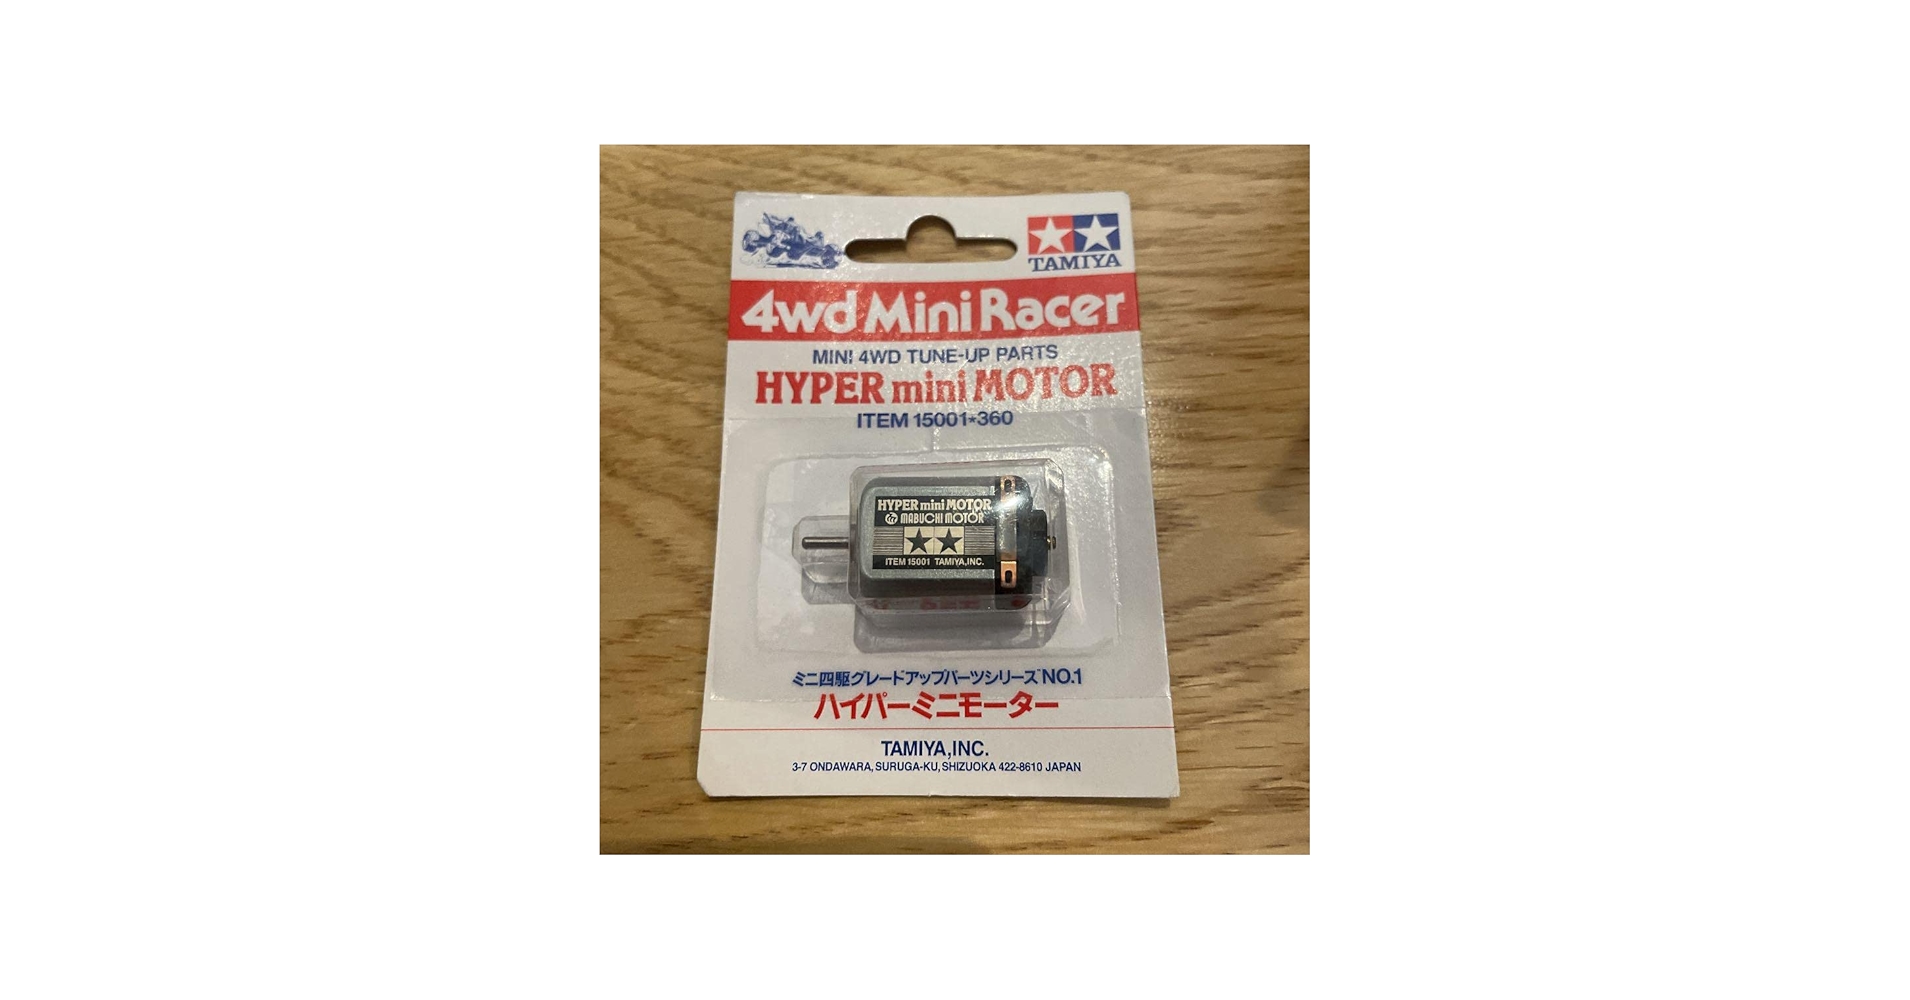 TAMIYA
4wd Mini Racer
MINI 4WD TUNE-UP PARTS
HYPER mini MOTOR
ITEM 15001★360
HYPER mini MOTOR
MABUCHI MOTOR
ITEM 15001 TAMIYA,INC.
ミニ四駆グレードアップパーツシリーズNO.1
ハイパーミニモーター
TAMIYA,INC.
3-7 ONDAWARA, SURUGA-KU, SHIZUOKA 422-8610 JAPAN